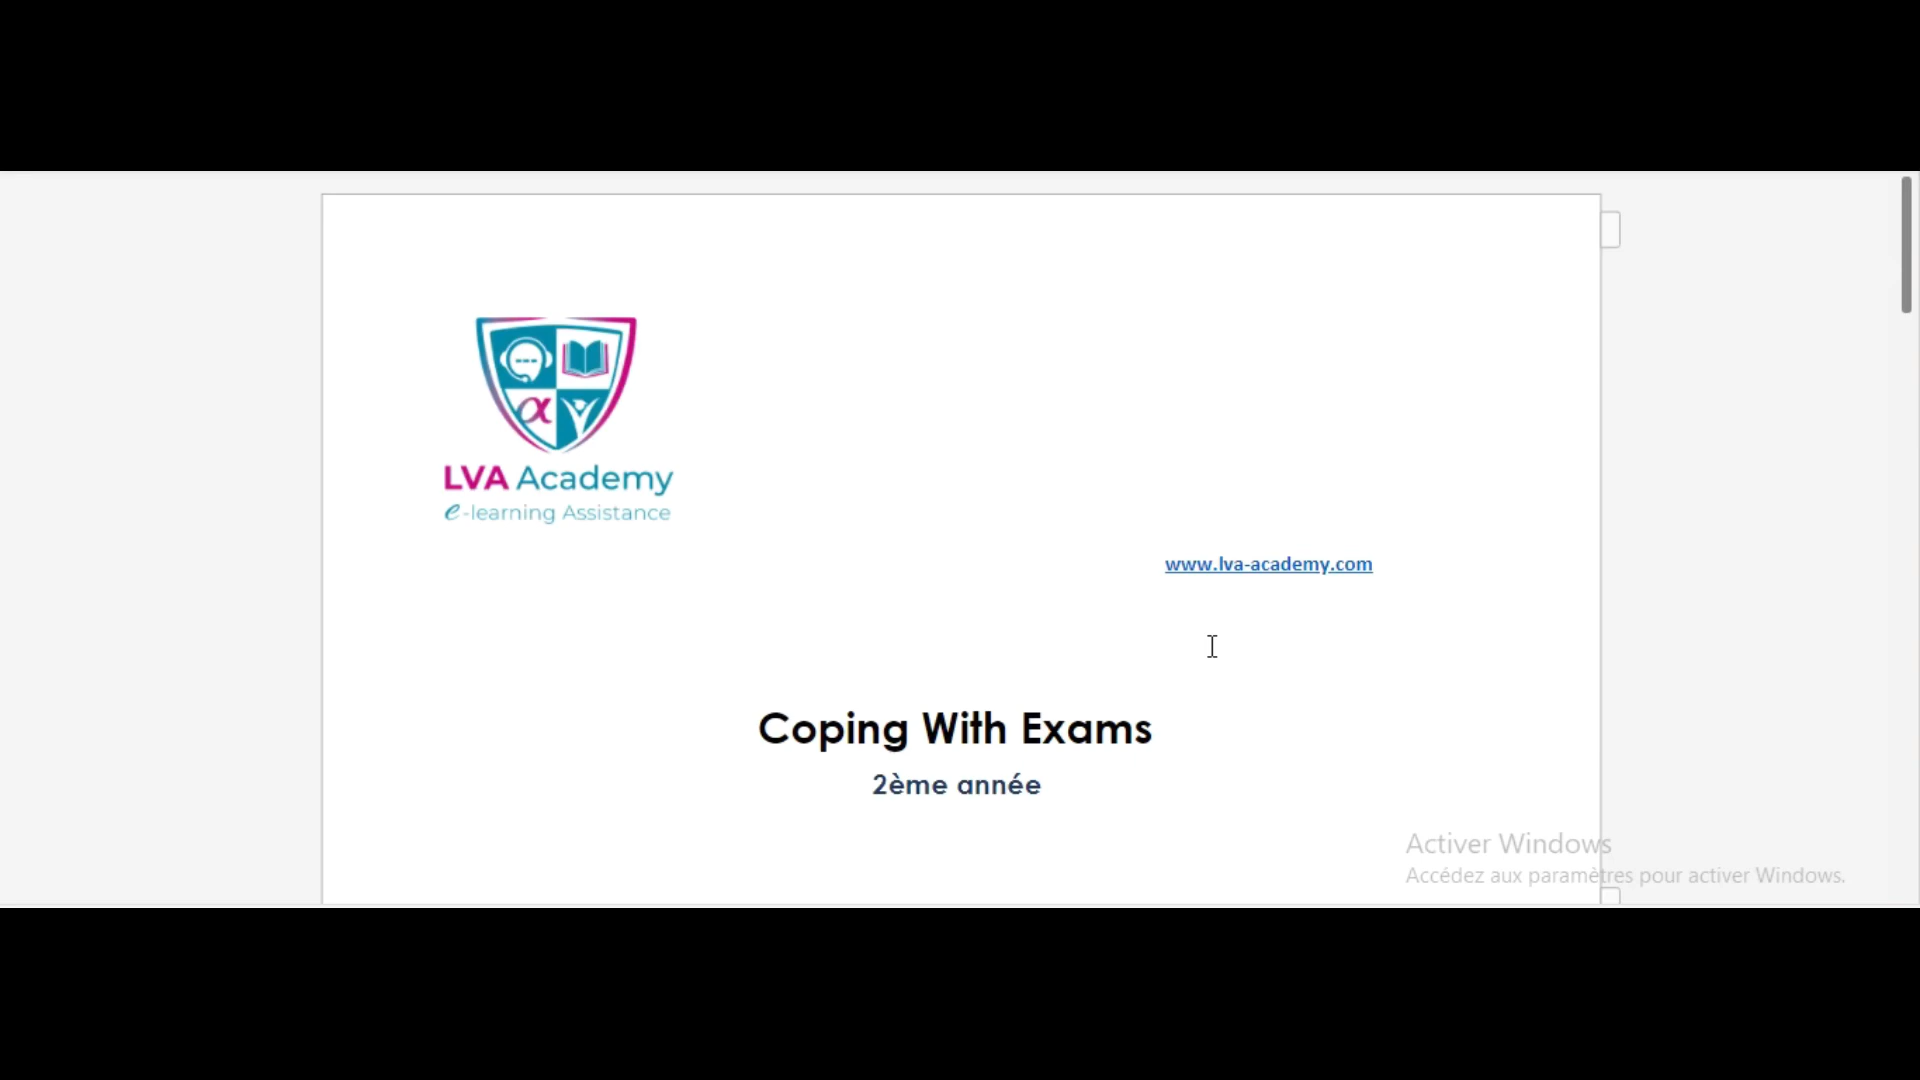 LVA Academy
e-learning Assistance
www.lva-academy.com
Coping With Exams
2ème année
Activer Windows
Accédez aux paramètres pour activer Windows.